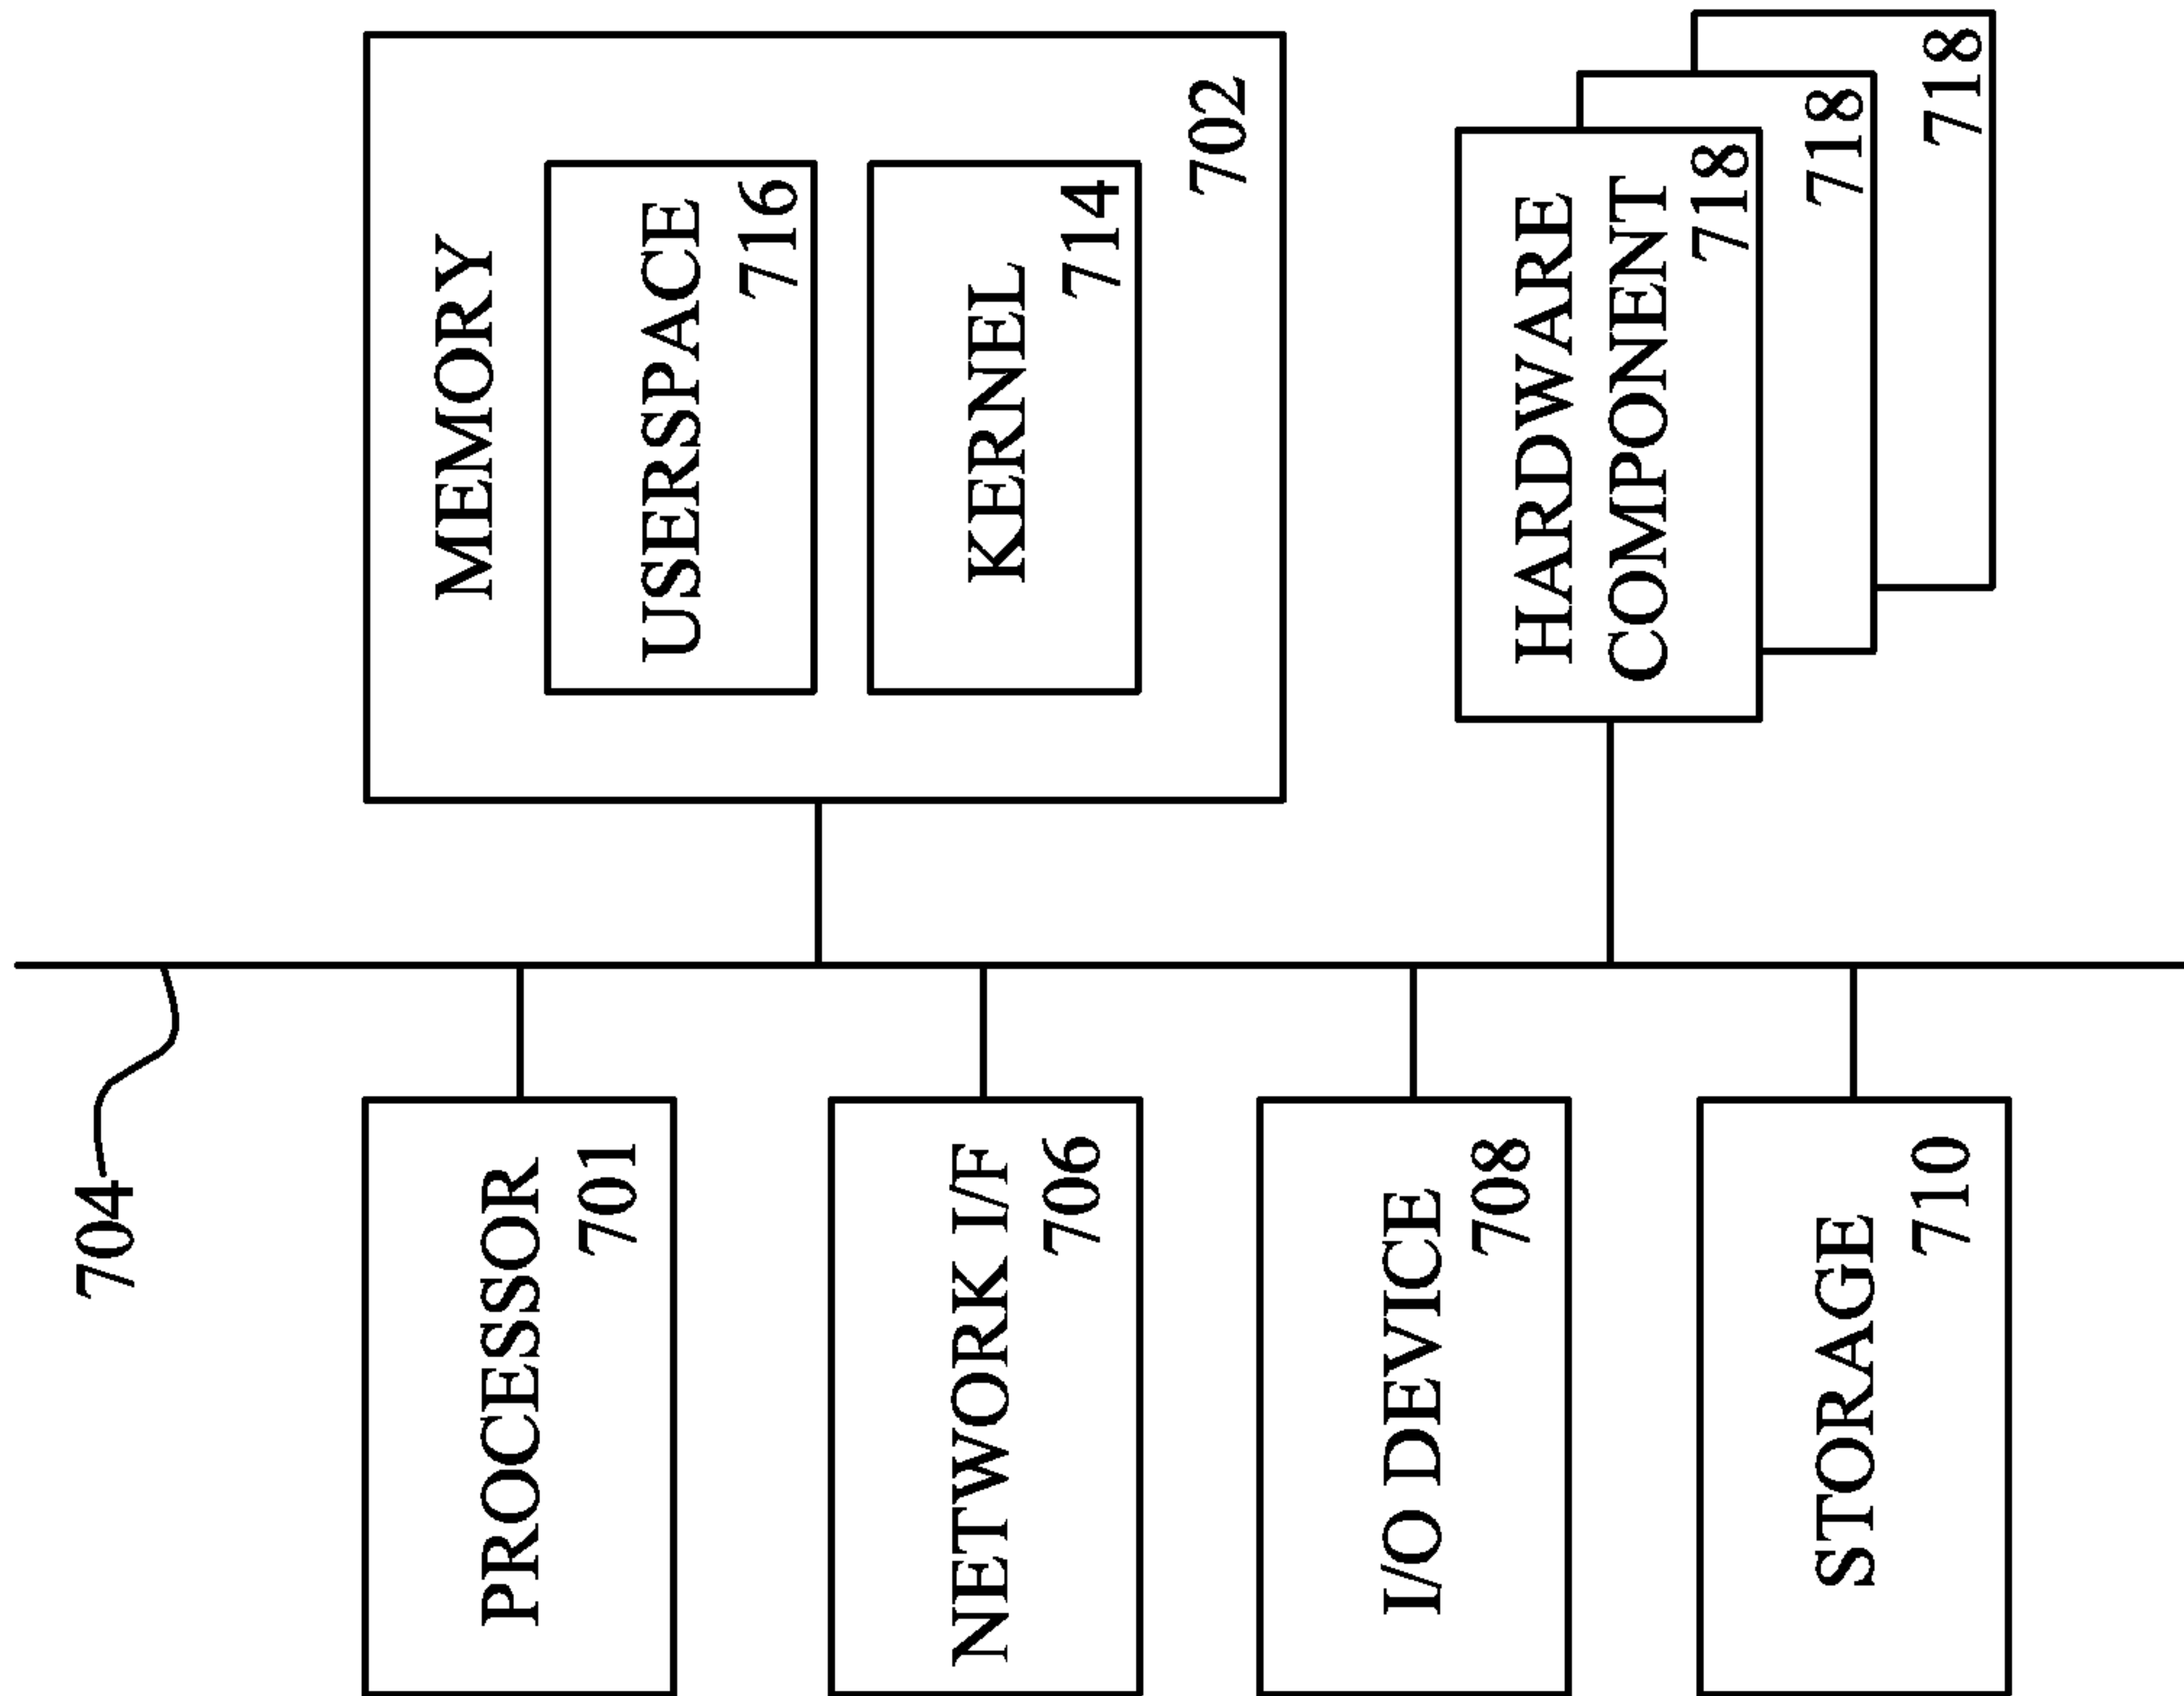 704
PROCESSOR
701
NETWORK I/F
706
I/O DEVICE
708
STORAGE
710
MEMORY
USERSPACE
716
KERNEL
714
702
HARDWARE
COMPONENT
718
718
718